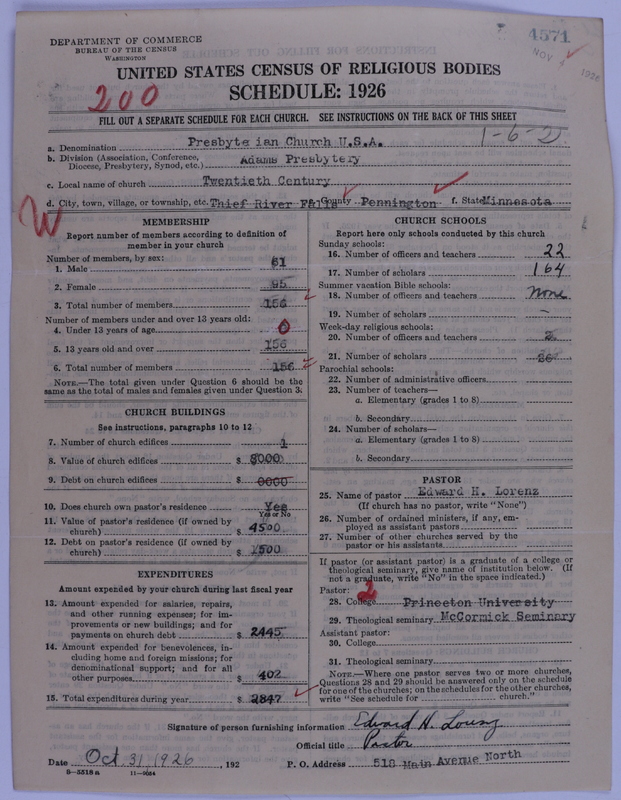 DEPARTMENT OF COMMERCE
BUREAU OF THE CENSUS
WASHINGTON
4571
NOV 1926
UNITED STATES CENSUS OF RELIGIOUS BODIES
SCHEDULE: 1926
200
FILL OUT A SEPARATE SCHEDULE FOR EACH CHURCH. SEE INSTRUCTIONS ON THE BACK OF THIS SHEET
1-6-2
a. Denomination Presbyte ian Church U.S.A.
b. Division (Association, Conference, Diocese, Presbytery, Synod, etc.) Adams Presbytery
c. Local name of church Twentieth Century
d. City, town, village, or township, etc. Thief River Falls e. County Pennington f. State Minnesota
W
MEMBERSHIP
Report number of members according to definition of
member in your church
Number of members, by sex:
1. Male 61
2. Female 95
3. Total number of members 156
Number of members under and over 13 years old:
4. Under 13 years of age 0
5. 13 years old and over 156
6. Total number of members 156
NOTE.—The total given under Question 6 should be the
same as the total of males and females given under Question 3.
CHURCH BUILDINGS
See instructions, paragraphs 10 to 12
7. Number of church edifices 1
8. Value of church edifices $ 8000
9. Debt on church edifices $ 0000
10. Does church own pastor's residence Yes
Yes or No
11. Value of pastor's residence (if owned by
church) $ 4500
12. Debt on pastor's residence (if owned by
church) $ 1500
EXPENDITURES
Amount expended by your church during last fiscal year
13. Amount expended for salaries, repairs,
and other running expenses; for im-
provements or new buildings; and for
payments on church debt $ 2445
14. Amount expended for benevolences, in-
cluding home and foreign missions; for
denominational support; and for all
other purposes $ 402
15. Total expenditures during year $ 2847
CHURCH SCHOOLS
Report here only schools conducted by this church
Sunday schools:
16. Number of officers and teachers 22
17. Number of scholars 164
Summer vacation Bible schools:
18. Number of officers and teachers None
19. Number of scholars -
Week-day religious schools:
20. Number of officers and teachers 2
21. Number of scholars 26
Parochial schools:
22. Number of administrative officers
23. Number of teachers—
a. Elementary (grades 1 to 8)
b. Secondary
24. Number of scholars—
a. Elementary (grades 1 to 8)
b. Secondary
PASTOR
25. Name of pastor Edward H. Lorenz
(If church has no pastor, write "None")
26. Number of ordained ministers, if any, em-
ployed as assistant pastors
27. Number of other churches served by the
pastor or his assistants
If pastor (or assistant pastor) is a graduate of a college or
theological seminary, give name of institution below. (If
not a graduate, write "No" in the space indicated.)
Pastor: 2
28. College Princeton University
29. Theological seminary McCormick Seminary
Assistant pastor:
30. College
31. Theological seminary
NOTE.—Where one pastor serves two or more churches,
Questions 28 and 29 should be answered only on the schedule
for one of the churches; on the schedules for the other churches,
write "See schedule for church."
Signature of person furnishing information Edward H. Lorenz
Official title Pastor
Date Oct 31 1926, 192 P. O. Address 518 Main Avenue North
8-5518 a 11-9054